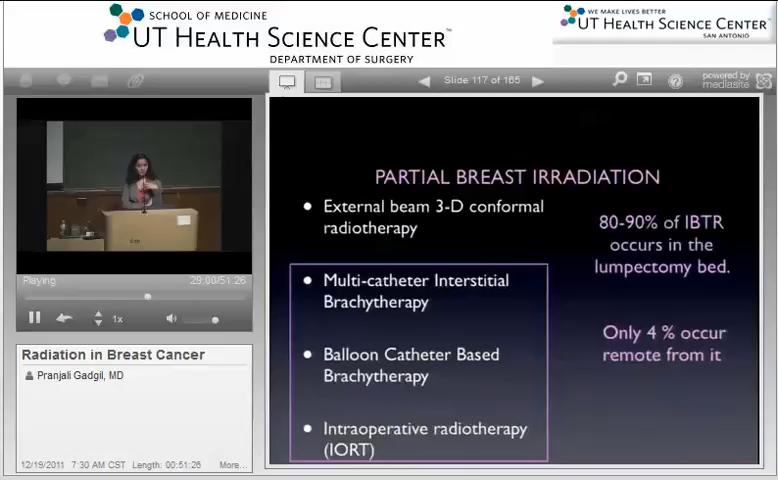 SCHOOL OF MEDICINE
UT HEALTH SCIENCE CENTER™
DEPARTMENT OF SURGERY
WE MAKE LIVES BETTER
UT HEALTH SCIENCE CENTER™
SAN ANTONIO
Slide 117 of 165
powered by
mediasite
PARTIAL BREAST IRRADIATION
External beam 3-D conformal
radiotherapy
Multi-catheter Interstitial
Brachytherapy
Balloon Catheter Based
Brachytherapy
Intraoperative radiotherapy
(IORT)
80-90% of IBTR
occurs in the
lumpectomy bed.
Only 4 % occur
remote from it
Playing
29:00/51:26
1x
Radiation in Breast Cancer
Pranjali Gadgil, MD
12/19/2011 7:30 AM CST Length: 00:51:26 More...